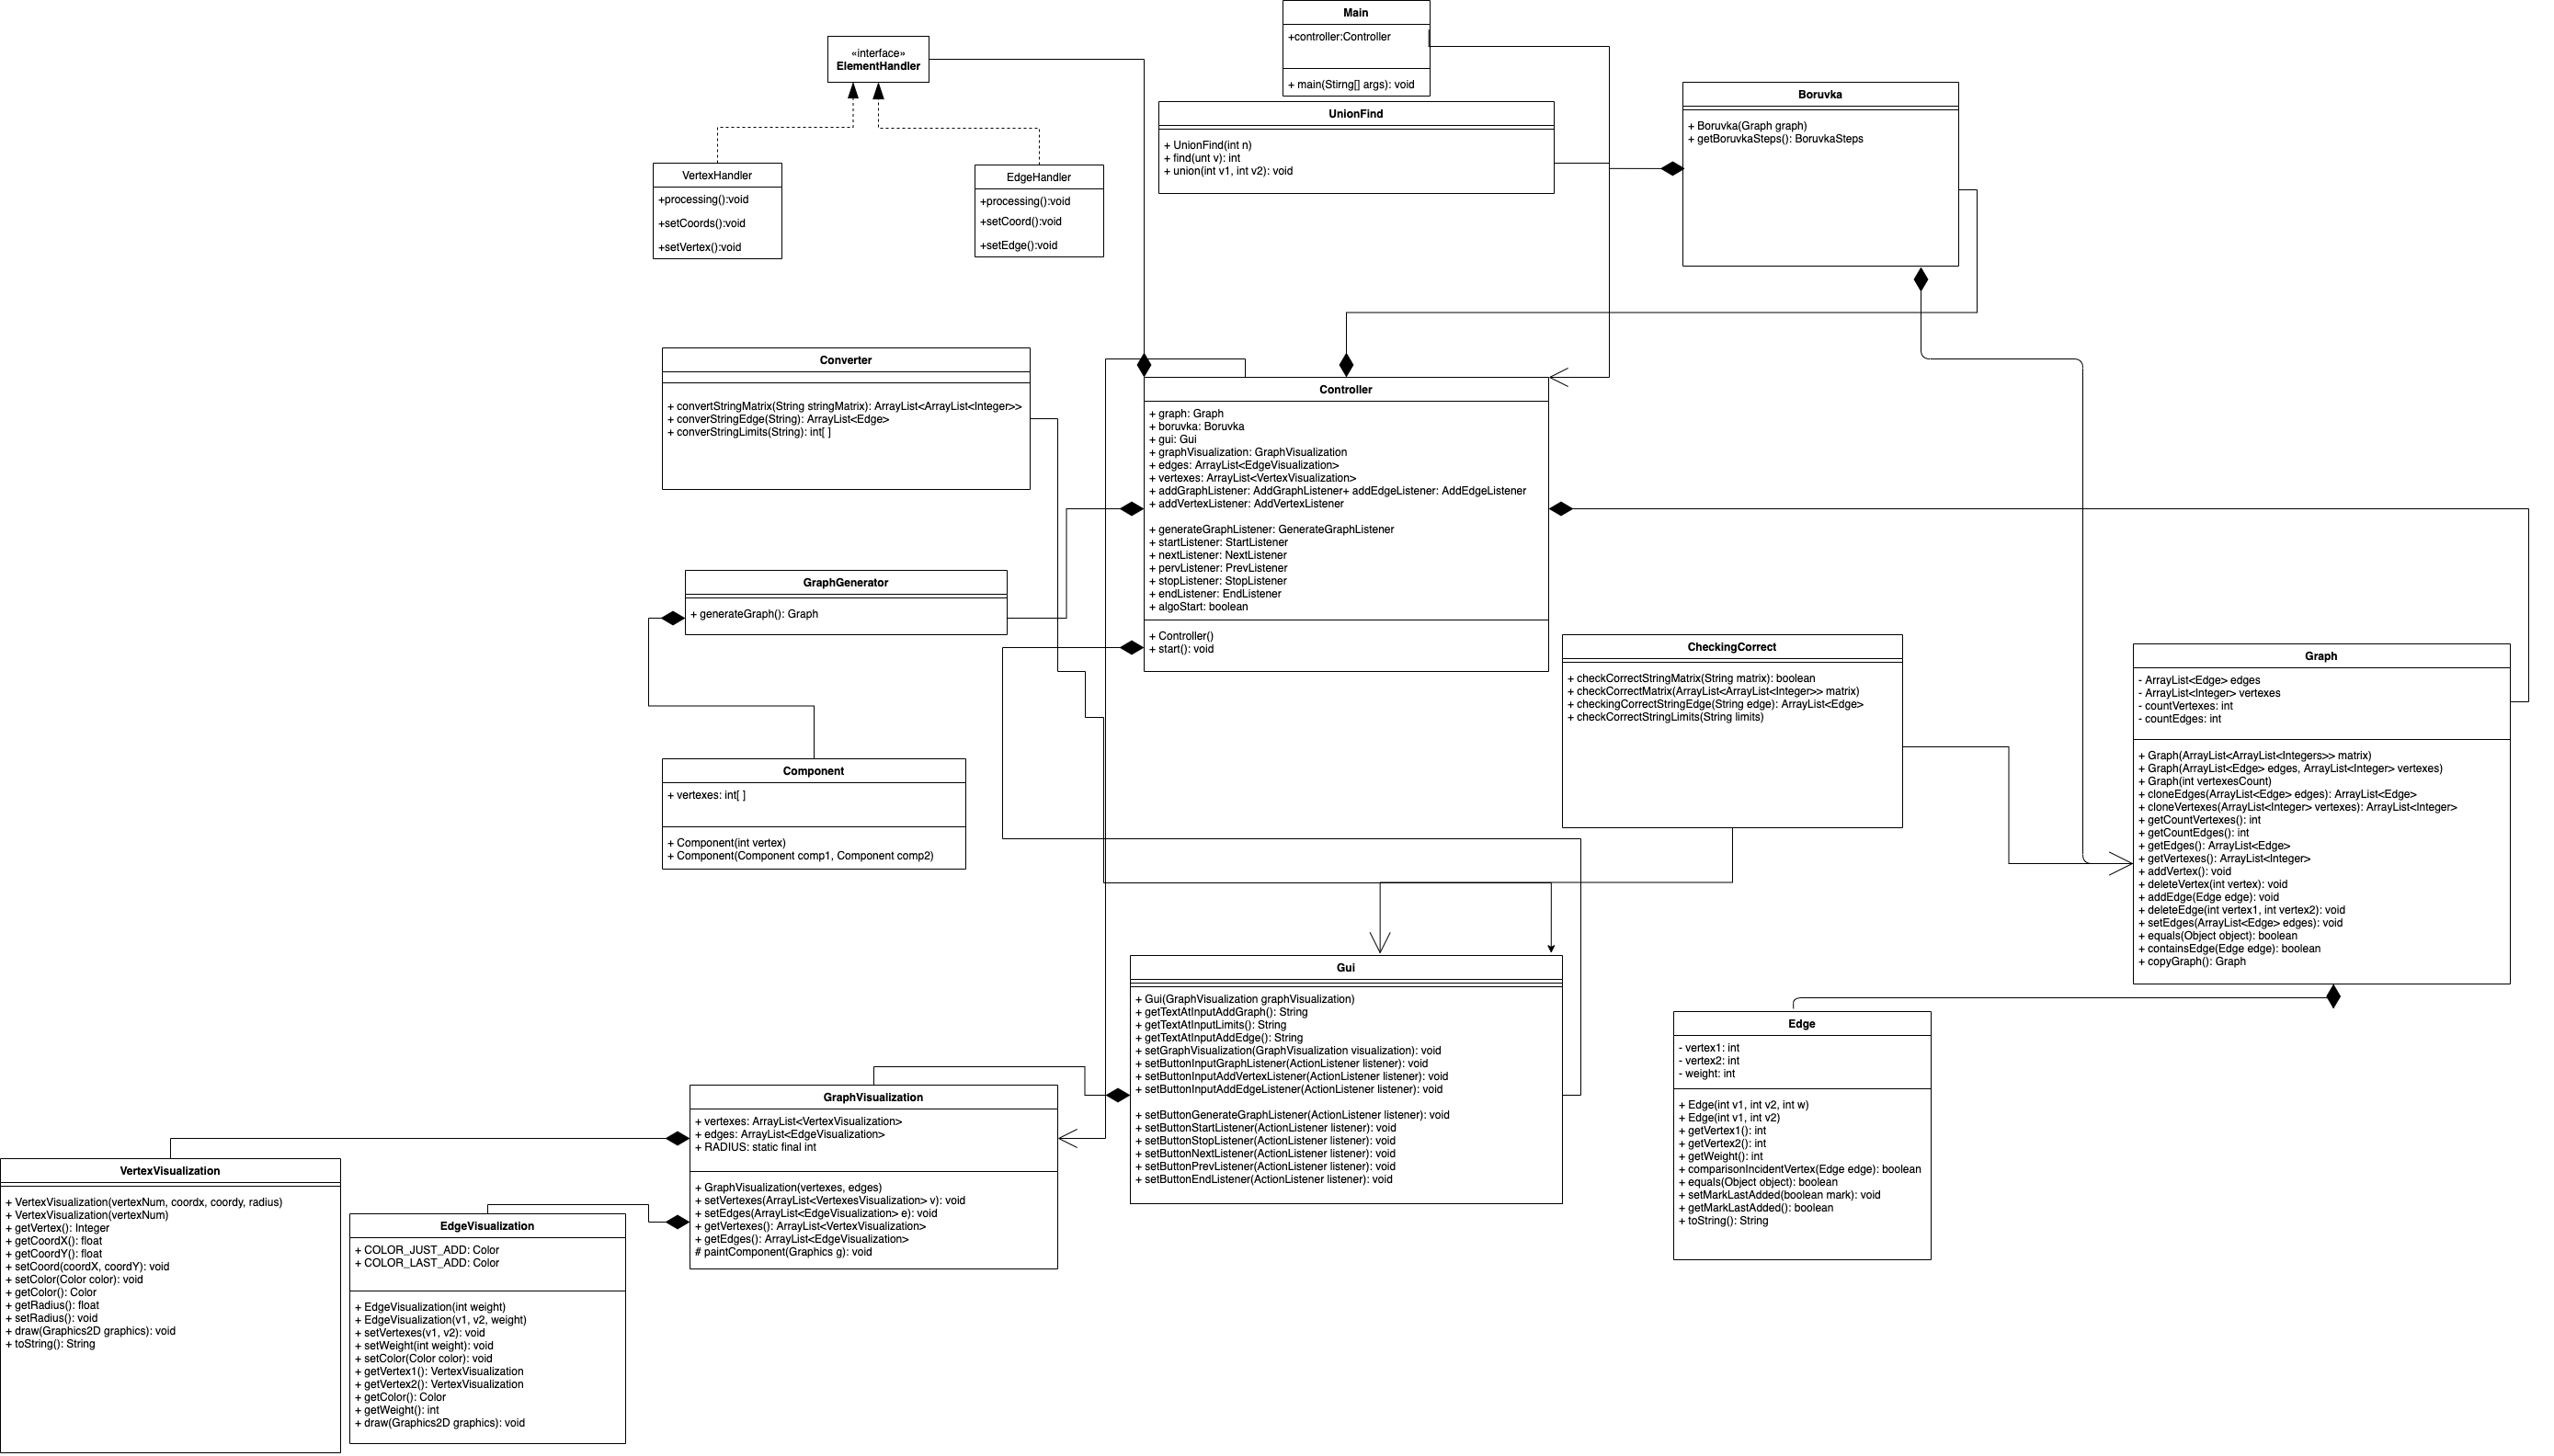 Main
+controller:Controller
+ main(Stirng[] args): void
«interface»
ElementHandler
VertexHandler
+processing():void
+setCoords():void
+setVertex():void
EdgeHandler
+processing():void
+setCoord():void
+setEdge():void
UnionFind
+ UnionFind(int n)
+ find(unt v): int
+ union(int v1, int v2): void
Boruvka
+ Boruvka(Graph graph)
+ getBoruvkaSteps(): BoruvkaSteps
Converter
+ convertStringMatrix(String stringMatrix): ArrayList<ArrayList<Integer>>
+ converStringEdge(String): ArrayList<Edge>
+ converStringLimits(String): int[ ]
Controller
+ graph: Graph
+ boruvka: Boruvka
+ gui: Gui
+ graphVisualization: GraphVisualization
+ edges: ArrayList<EdgeVisualization>
+ vertexes: ArrayList<VertexVisualization>
+ addGraphListener: AddGraphListener+ addEdgeListener: AddEdgeListener
+ addVertexListener: AddVertexListener
+ generateGraphListener: GenerateGraphListener
+ startListener: StartListener
+ nextListener: NextListener
+ pervListener: PrevListener
+ stopListener: StopListener
+ endListener: EndListener
+ algoStart: boolean
+ Controller()
+ start(): void
GraphGenerator
+ generateGraph(): Graph
Component
+ vertexes: int[ ]
+ Component(int vertex)
+ Component(Component comp1, Component comp2)
CheckingCorrect
+ checkCorrectStringMatrix(String matrix): boolean
+ checkCorrectMatrix(ArrayList<ArrayList<Integer>> matrix)
+ checkingCorrectStringEdge(String edge): ArrayList<Edge>
+ checkCorrectStringLimits(String limits)
Graph
- ArrayList<Edge> edges
- ArrayList<Integer> vertexes
- countVertexes: int
- countEdges: int
+ Graph(ArrayList<ArrayList<Integers>> matrix)
+ Graph(ArrayList<Edge> edges, ArrayList<Integer> vertexes)
+ Graph(int vertexesCount)
+ cloneEdges(ArrayList<Edge> edges): ArrayList<Edge>
+ cloneVertexes(ArrayList<Integer> vertexes): ArrayList<Integer>
+ getCountVertexes(): int
+ getCountEdges(): int
+ getEdges(): ArrayList<Edge>
+ getVertexes(): ArrayList<Integer>
+ addVertex(): void
+ deleteVertex(int vertex): void
+ addEdge(Edge edge): void
+ deleteEdge(int vertex1, int vertex2): void
+ setEdges(ArrayList<Edge> edges): void
+ equals(Object object): boolean
+ containsEdge(Edge edge): boolean
+ copyGraph(): Graph
Gui
+ Gui(GraphVisualization graphVisualization)
+ getTextAtInputAddGraph(): String
+ getTextAtInputLimits(): String
+ getTextAtInputAddEdge(): String
+ setGraphVisualization(GraphVisualization visualization): void
+ setButtonInputGraphListener(ActionListener listener): void
+ setButtonInputAddVertexListener(ActionListener listener): void
+ setButtonInputAddEdgeListener(ActionListener listener): void
+ setButtonGenerateGraphListener(ActionListener listener): void
+ setButtonStartListener(ActionListener listener): void
+ setButtonStopListener(ActionListener listener): void
+ setButtonNextListener(ActionListener listener): void
+ setButtonPrevListener(ActionListener listener): void
+ setButtonEndListener(ActionListener listener): void
Edge
- vertex1: int
- vertex2: int
- weight: int
+ Edge(int v1, int v2, int w)
+ Edge(int v1, int v2)
+ getVertex1(): int
+ getVertex2(): int
+ getWeight(): int
+ comparisonIncidentVertex(Edge edge): boolean
+ equals(Object object): boolean
+ setMarkLastAdded(boolean mark): void
+ getMarkLastAdded(): boolean
+ toString(): String
GraphVisualization
+ vertexes: ArrayList<VertexVisualization>
+ edges: ArrayList<EdgeVisualization>
+ RADIUS: static final int
+ GraphVisualization(vertexes, edges)
+ setVertexes(ArrayList<VertexesVisualization> v): void
+ setEdges(ArrayList<EdgeVisualization> e): void
+ getVertexes(): ArrayList<VertexVisualization>
+ getEdges(): ArrayList<EdgeVisualization>
# paintComponent(Graphics g): void
VertexVisualization
+ VertexVisualization(vertexNum, coordx, coordy, radius)
+ VertexVisualization(vertexNum)
+ getVertex(): Integer
+ getCoordX(): float
+ getCoordY(): float
+ setCoord(coordX, coordY): void
+ setColor(Color color): void
+ getColor(): Color
+ getRadius(): float
+ setRadius(): void
+ draw(Graphics2D graphics): void
+ toString(): String
EdgeVisualization
+ COLOR_JUST_ADD: Color
+ COLOR_LAST_ADD: Color
+ EdgeVisualization(int weight)
+ EdgeVisualization(v1, v2, weight)
+ setVertexes(v1, v2): void
+ setWeight(int weight): void
+ setColor(Color color): void
+ getVertex1(): VertexVisualization
+ getVertex2(): VertexVisualization
+ getColor(): Color
+ getWeight(): int
+ draw(Graphics2D graphics): void